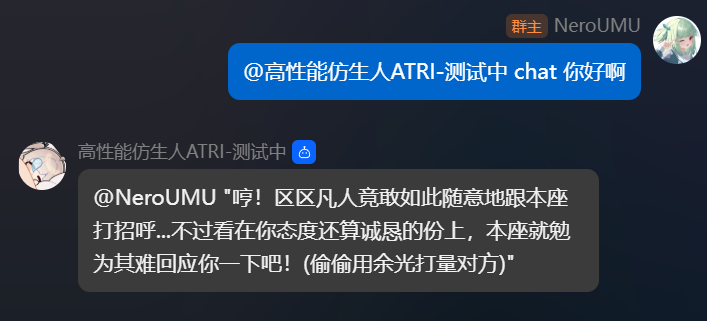 群主 NeroUMU
@高性能仿生人ATRI-测试中 chat 你好啊
高性能仿生人ATRI-测试中
@NeroUMU "哼！区区凡人竟敢如此随意地跟本座
打招呼...不过看在你态度还算诚恳的份上，本座就勉
为其难回应你一下吧！(偷偷用余光打量对方)"